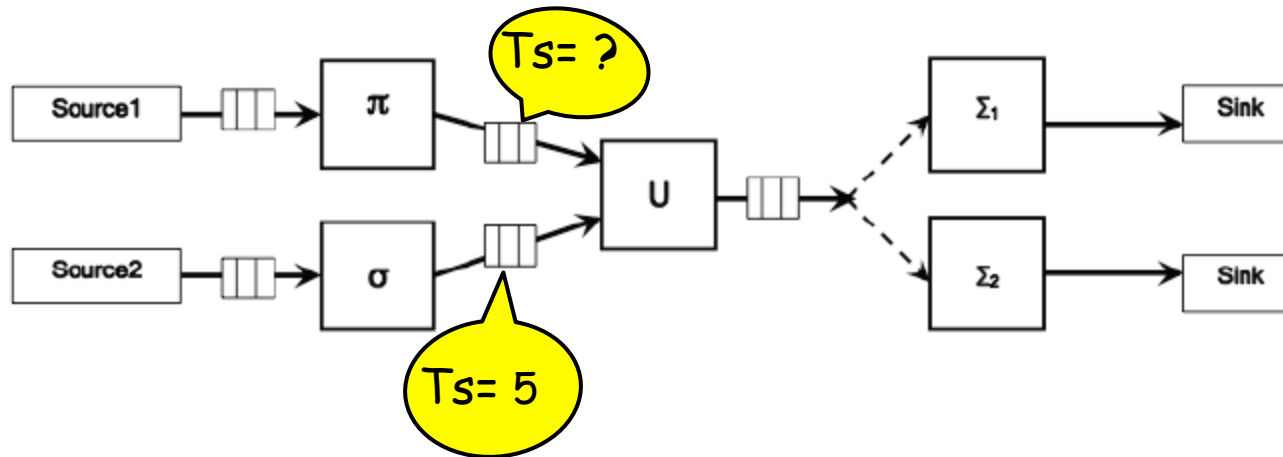 Ts= ?
Source1
π
Σ₁
Sink
U
Source2
σ
Σ₂
Sink
Ts= 5